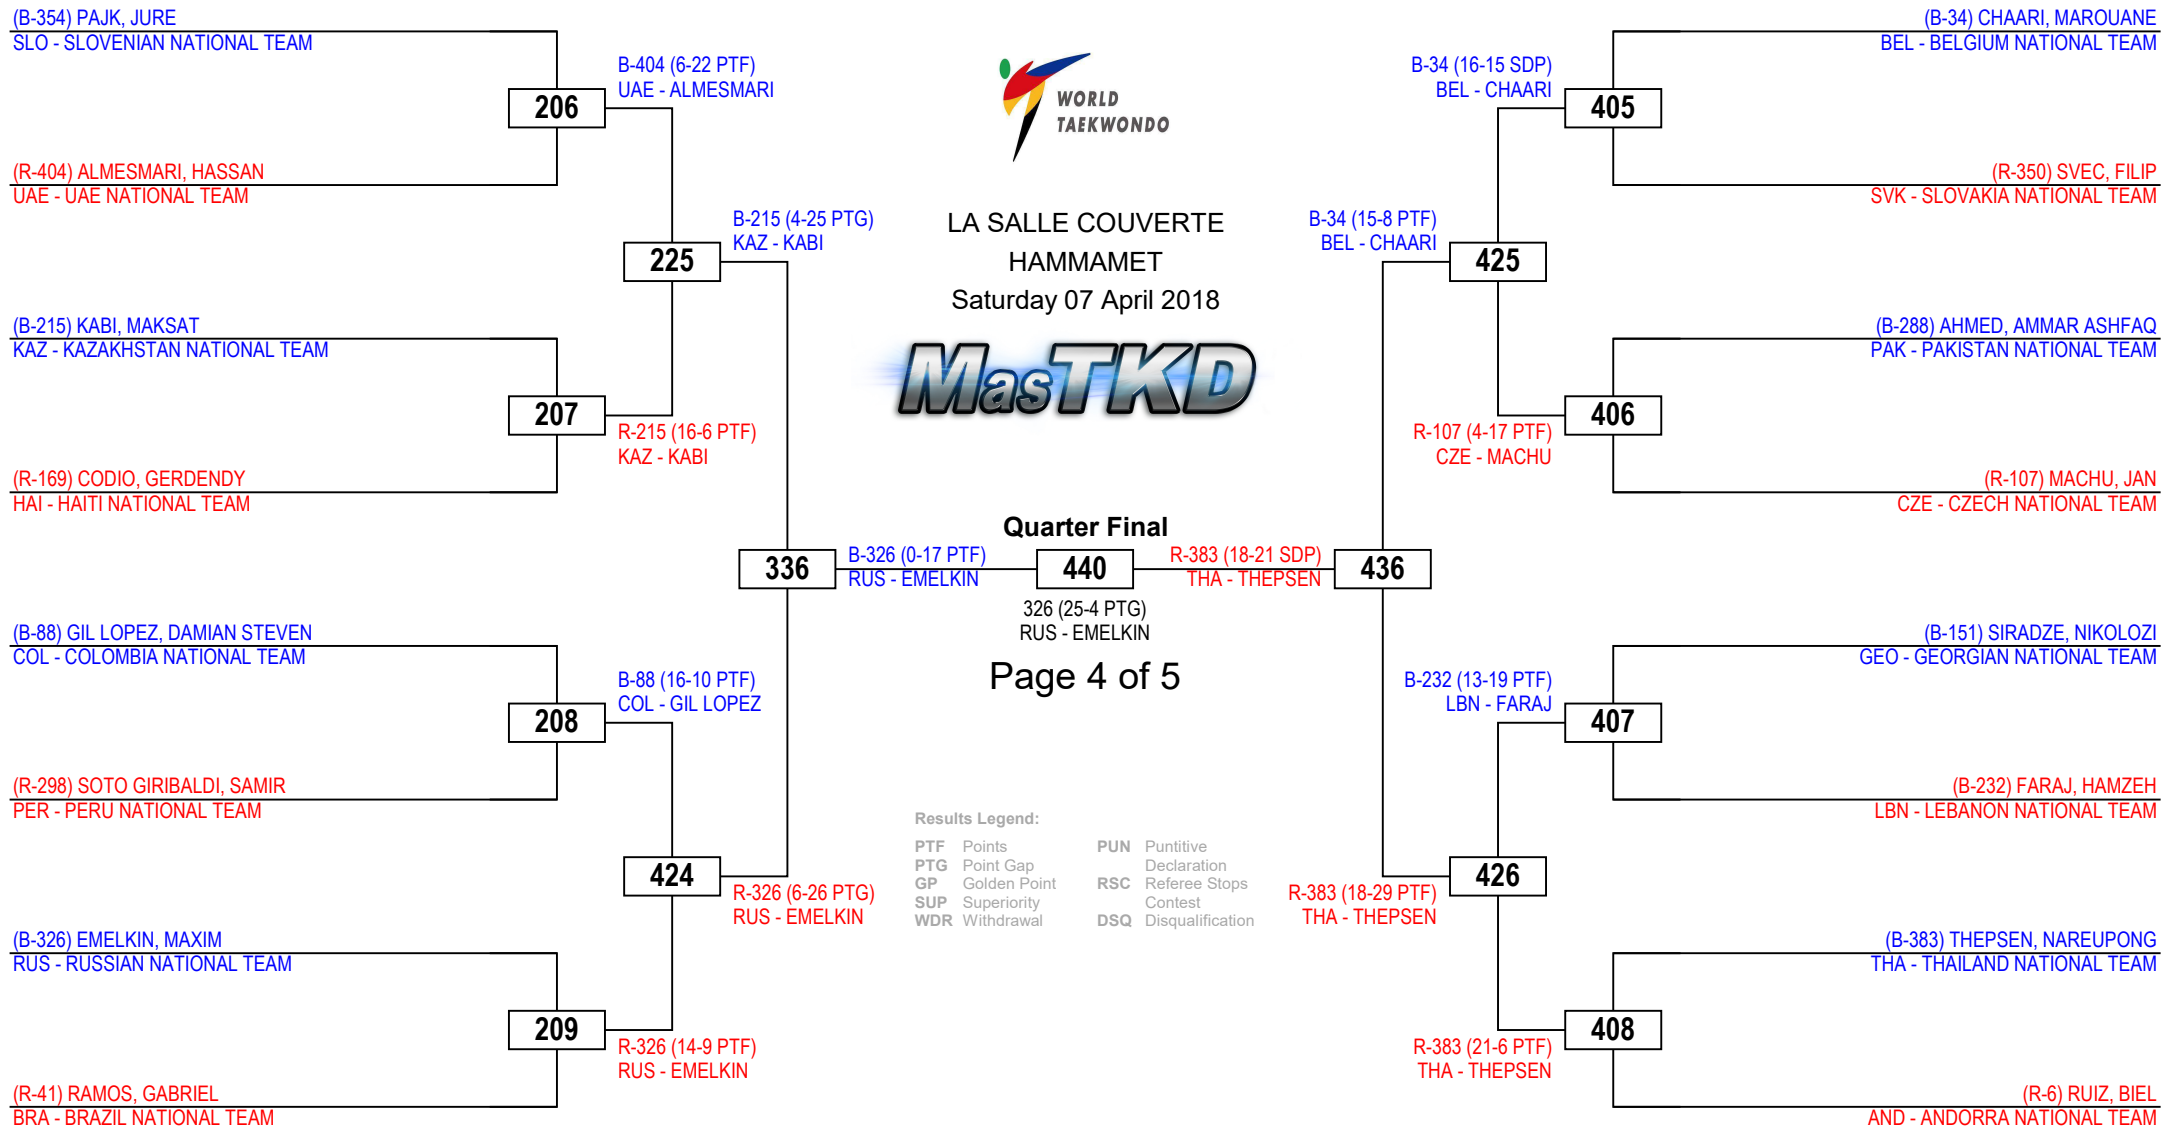 (B-354) PAJK, JURE
SLO - SLOVENIAN NATIONAL TEAM
206
(R-404) ALMESMARI, HASSAN
UAE - UAE NATIONAL TEAM
B-404 (6-22 PTF)
UAE - ALMESMARI
225
(B-215) KABI, MAKSAT
KAZ - KAZAKHSTAN NATIONAL TEAM
207
(R-169) CODIO, GERDENDY
HAI - HAITI NATIONAL TEAM
R-215 (16-6 PTF)
KAZ - KABI
B-215 (4-25 PTG)
KAZ - KABI
336
(B-88) GIL LOPEZ, DAMIAN STEVEN
COL - COLOMBIA NATIONAL TEAM
208
(R-298) SOTO GIRIBALDI, SAMIR
PER - PERU NATIONAL TEAM
B-88 (16-10 PTF)
COL - GIL LOPEZ
424
R-326 (6-26 PTG)
RUS - EMELKIN
(B-326) EMELKIN, MAXIM
RUS - RUSSIAN NATIONAL TEAM
209
(R-41) RAMOS, GABRIEL
BRA - BRAZIL NATIONAL TEAM
R-326 (14-9 PTF)
RUS - EMELKIN
WORLD
TAEKWONDO
LA SALLE COUVERTE
HAMMAMET
Saturday 07 April 2018
MasTKD
Quarter Final
B-326 (0-17 PTF)
RUS - EMELKIN
440
R-383 (18-21 SDP)
THA - THEPSEN
326 (25-4 PTG)
RUS - EMELKIN
Page 4 of 5
Results Legend:
PTF Points
PTG Point Gap
GP Golden Point
SUP Superiority
WDR Withdrawal
PUN Puntitive
Declaration
RSC Referee Stops
Contest
DSQ Disqualification
(B-34) CHAARI, MAROUANE
BEL - BELGIUM NATIONAL TEAM
B-34 (16-15 SDP)
BEL - CHAARI
405
(R-350) SVEC, FILIP
SVK - SLOVAKIA NATIONAL TEAM
B-34 (15-8 PTF)
BEL - CHAARI
425
(B-288) AHMED, AMMAR ASHFAQ
PAK - PAKISTAN NATIONAL TEAM
406
R-107 (4-17 PTF)
CZE - MACHU
(R-107) MACHU, JAN
CZE - CZECH NATIONAL TEAM
436
(B-151) SIRADZE, NIKOLOZI
GEO - GEORGIAN NATIONAL TEAM
B-232 (13-19 PTF)
LBN - FARAJ
407
(B-232) FARAJ, HAMZEH
LBN - LEBANON NATIONAL TEAM
426
R-383 (18-29 PTF)
THA - THEPSEN
(B-383) THEPSEN, NAREUPONG
THA - THAILAND NATIONAL TEAM
408
R-383 (21-6 PTF)
THA - THEPSEN
(R-6) RUIZ, BIEL
AND - ANDORRA NATIONAL TEAM